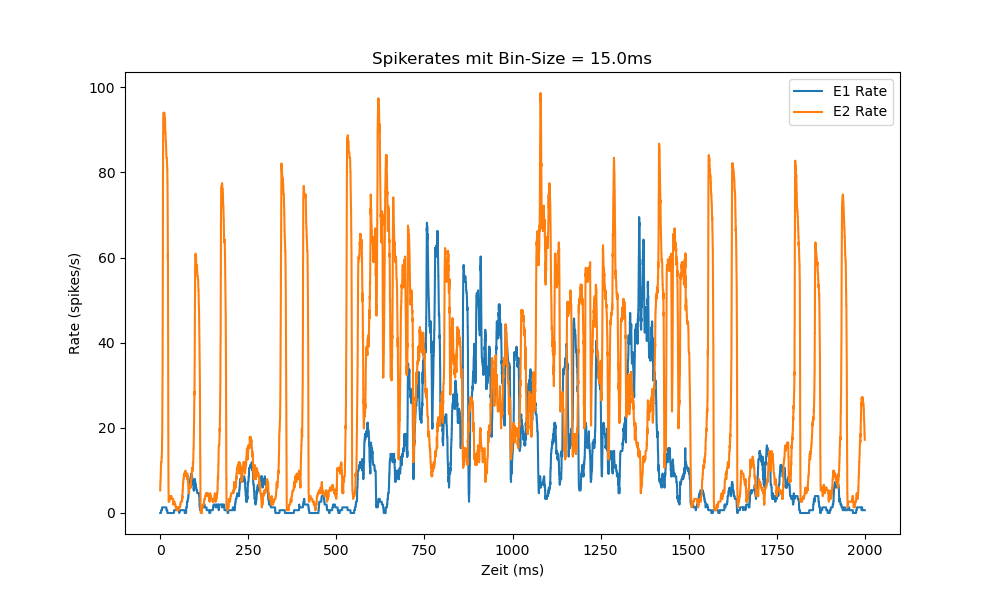 Spikerates mit Bin-Size = 15.0ms
E1 Rate
E2 Rate
Rate (spikes/s)
100
80
60
40
20
0
0 250 500 750 1000 1250 1500 1750 2000
Zeit (ms)